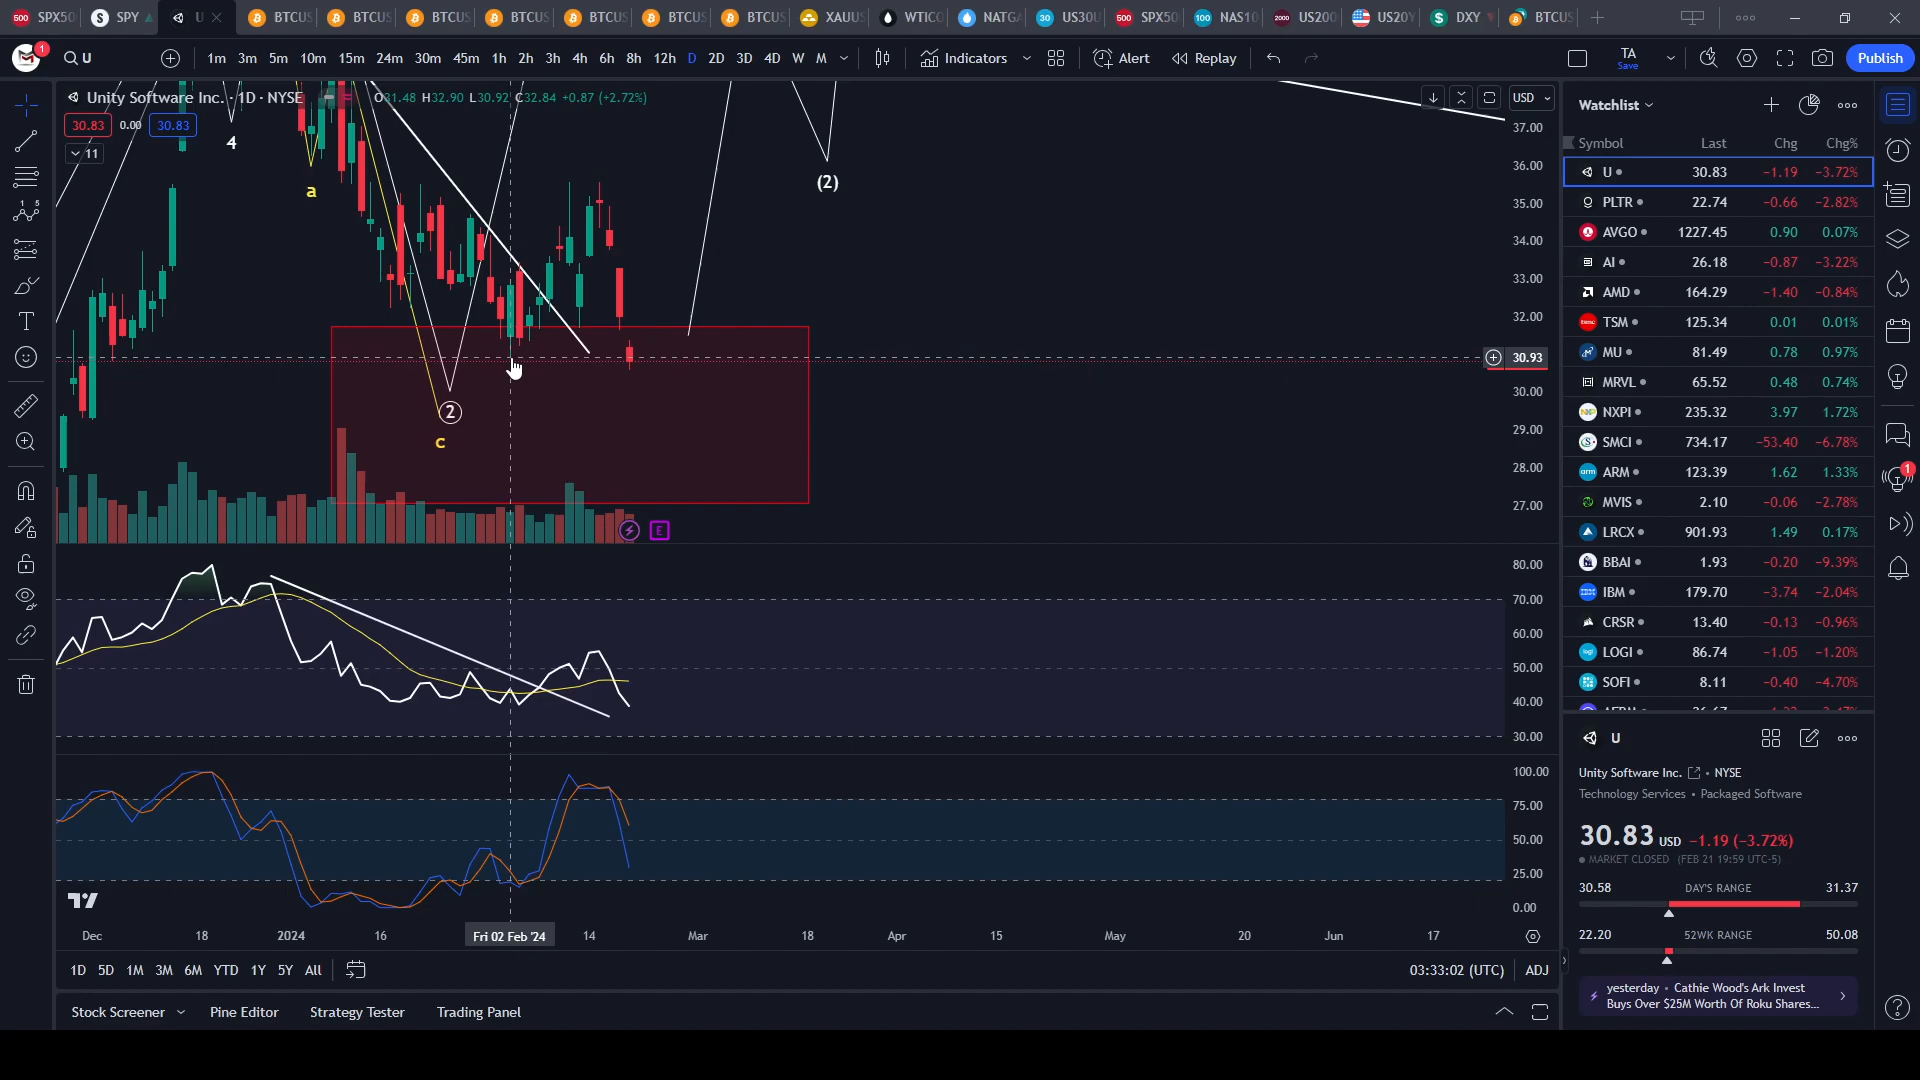 SPX50
SPY
U
BTCUS
BTCUS
BTCUS
BTCUS
BTCUS
BTCUS
BTCUS
XAUUS
WTICO
NATGA
US30U
SPX50
NAS10
US200
US20Y
DXY
BTCUS
U
1m 3m 5m 10m 15m 24m 30m 45m 1h 2h 3h 4h 6h 8h 12h D 2D 3D 4D W M
Indicators
Alert
Replay
TA
Save
Publish
Unity Software Inc. · 1D · NYSE
O31.48 H32.90 L30.92 C32.84 +0.87 (+2.72%)
30.83 0.00 30.83
11
USD
4
a
(2)
2
c
E
37.00
36.00
35.00
34.00
33.00
32.00
30.93
30.00
29.00
28.00
27.00
80.00
70.00
60.00
50.00
40.00
30.00
100.00
75.00
50.00
25.00
0.00
Dec 18 2024 16 Fri 02 Feb '24 14 Mar 18 Apr 15 May 20 Jun 17
1D 5D 1M 3M 6M YTD 1Y 5Y All
03:33:02 (UTC) ADJ
Stock Screener Pine Editor Strategy Tester Trading Panel
Watchlist
Symbol Last Chg Chg%
U 30.83 −1.19 −3.72%
PLTR 22.74 −0.66 −2.82%
AVGO 1227.45 0.90 0.07%
AI 26.18 −0.87 −3.22%
AMD 164.29 −1.40 −0.84%
TSM 125.34 0.01 0.01%
MU 81.49 0.78 0.97%
MRVL 65.52 0.48 0.74%
NXPI 235.32 3.97 1.72%
SMCI 734.17 −53.40 −6.78%
ARM 123.39 1.62 1.33%
MVIS 2.10 −0.06 −2.78%
LRCX 901.93 1.49 0.17%
BBAI 1.93 −0.20 −9.39%
IBM 179.70 −3.74 −2.04%
CRSR 13.40 −0.13 −0.96%
LOGI 86.74 −1.05 −1.20%
SOFI 8.11 −0.40 −4.70%
U
Unity Software Inc. • NYSE
Technology Services • Packaged Software
30.83 USD −1.19 (−3.72%)
MARKET CLOSED (FEB 21 19:59 UTC-5)
30.58 DAY'S RANGE 31.37
22.20 52WK RANGE 50.08
yesterday • Cathie Wood's Ark Invest
Buys Over $25M Worth Of Roku Shares...